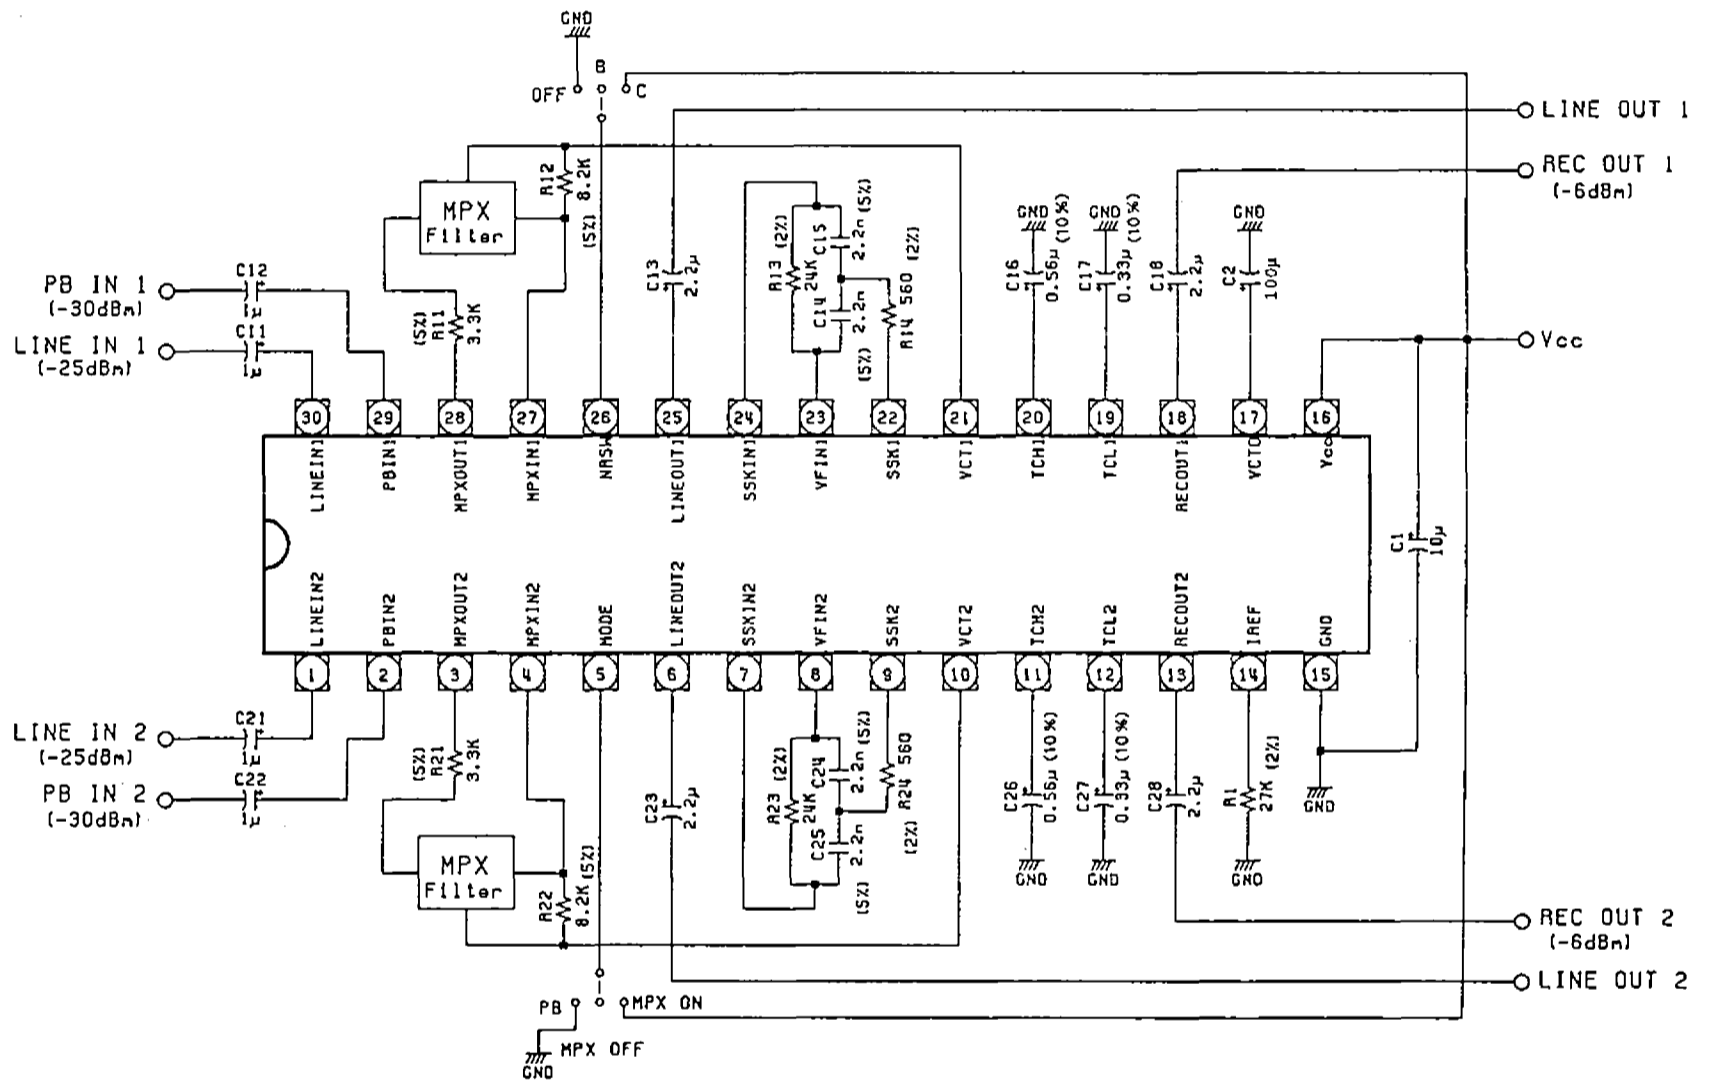 GND
B
OFF
C
LINE OUT 1
REC OUT 1
(-6dBm)
R12
8.2K
(5%)
MPX
Filter
C13
2.2μ
R13
24K
(2%)
C15
2.2n
(5%)
C14
2.2n
(5%)
R14 560
(2%)
GND
C16
0.56μ (10%)
GND
C17
0.33μ (10%)
C18
2.2μ
GND
C2
100μ
PB IN 1
(-30dBm)
C12
1μ
LINE IN 1
(-25dBm)
C11
1μ
(5%)
R11
3.3K
Vcc
30
29
28
27
26
25
24
23
22
21
20
19
18
17
16
LINEIN1
PBIN1
MPXOUT1
MPXIN1
NRSW
LINEOUT1
SSKIN1
VFIN1
SSK1
VCT1
TCH1
TCL1
RECOUT1
VCTO
Vcc
C1
10μ
LINEIN2
PBIN2
MPXOUT2
MPXIN2
MODE
LINEOUT2
SSKIN2
VFIN2
SSK2
VCT2
TCH2
TCL2
RECOUT2
IREF
GND
1
2
3
4
5
6
7
8
9
10
11
12
13
14
15
LINE IN 2
(-25dBm)
C21
1μ
PB IN 2
(-30dBm)
C22
1μ
(5%)
R21
3.3K
MPX
Filter
R22
8.2K (5%)
C23
2.2μ
R23
24K
(2%)
C24
2.2n
(5%)
C25
2.2n
(5%)
R24 560
(2%)
C26
0.56μ (10%)
GND
C27
0.33μ (10%)
GND
C28
2.2μ
R1
27K (2%)
GND
GND
REC OUT 2
(-6dBm)
LINE OUT 2
PB
MPX ON
MPX OFF
GND